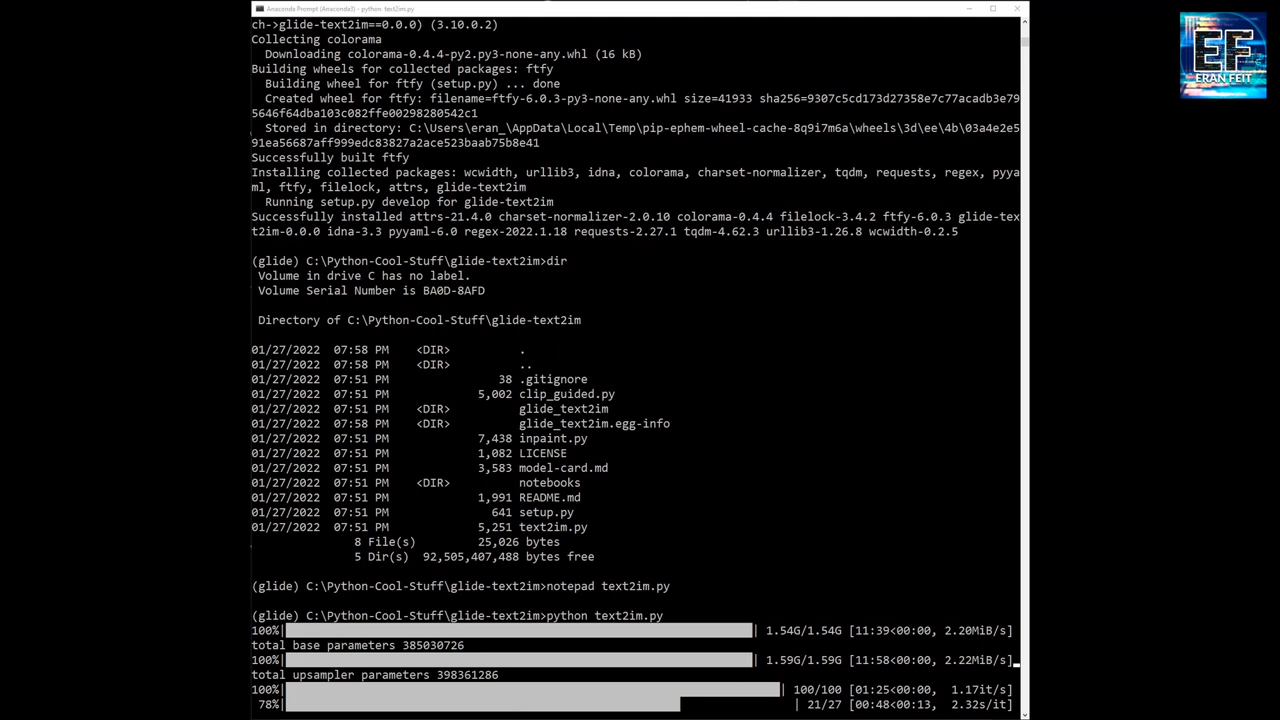 Anaconda Prompt (Anaconda3) - python text2im.py
ch->glide-text2im==0.0.0) (3.10.0.2)
Collecting colorama
  Downloading colorama-0.4.4-py2.py3-none-any.whl (16 kB)
Building wheels for collected packages: ftfy
  Building wheel for ftfy (setup.py) ... done
  Created wheel for ftfy: filename=ftfy-6.0.3-py3-none-any.whl size=41933 sha256=9307c5cd173d27358e7c77acadb3e79
5646f64dba103c082ffe00298280542c1
  Stored in directory: C:\Users\eran_\AppData\Local\Temp\pip-ephem-wheel-cache-8q9i7m6a\wheels\3d\ee\4b\03a4e2e5
91ea56687aff999edc83827a2ace523baab75b8e41
Successfully built ftfy
Installing collected packages: wcwidth, urllib3, idna, colorama, charset-normalizer, tqdm, requests, regex, pyya
ml, ftfy, filelock, attrs, glide-text2im
  Running setup.py develop for glide-text2im
Successfully installed attrs-21.4.0 charset-normalizer-2.0.10 colorama-0.4.4 filelock-3.4.2 ftfy-6.0.3 glide-tex
t2im-0.0.0 idna-3.3 pyyaml-6.0 regex-2022.1.18 requests-2.27.1 tqdm-4.62.3 urllib3-1.26.8 wcwidth-0.2.5
(glide) C:\Python-Cool-Stuff\glide-text2im>dir
 Volume in drive C has no label.
 Volume Serial Number is BA0D-8AFD
 Directory of C:\Python-Cool-Stuff\glide-text2im
01/27/2022  07:58 PM    <DIR>          .
01/27/2022  07:58 PM    <DIR>          ..
01/27/2022  07:51 PM                38 .gitignore
01/27/2022  07:51 PM             5,002 clip_guided.py
01/27/2022  07:51 PM    <DIR>          glide_text2im
01/27/2022  07:58 PM    <DIR>          glide_text2im.egg-info
01/27/2022  07:51 PM             7,438 inpaint.py
01/27/2022  07:51 PM             1,082 LICENSE
01/27/2022  07:51 PM             3,583 model-card.md
01/27/2022  07:51 PM    <DIR>          notebooks
01/27/2022  07:51 PM             1,991 README.md
01/27/2022  07:51 PM               641 setup.py
01/27/2022  07:51 PM             5,251 text2im.py
               8 File(s)         25,026 bytes
               5 Dir(s)  92,505,407,488 bytes free
(glide) C:\Python-Cool-Stuff\glide-text2im>notepad text2im.py
(glide) C:\Python-Cool-Stuff\glide-text2im>python text2im.py
100%| | 1.54G/1.54G [11:39<00:00, 2.20MiB/s]
total base parameters 385030726
100%| | 1.59G/1.59G [11:58<00:00, 2.22MiB/s]
total upsampler parameters 398361286
100%| | 100/100 [01:25<00:00,  1.17it/s]
78%| | 21/27 [00:48<00:13,  2.32s/it]
EF
ERAN FEIT